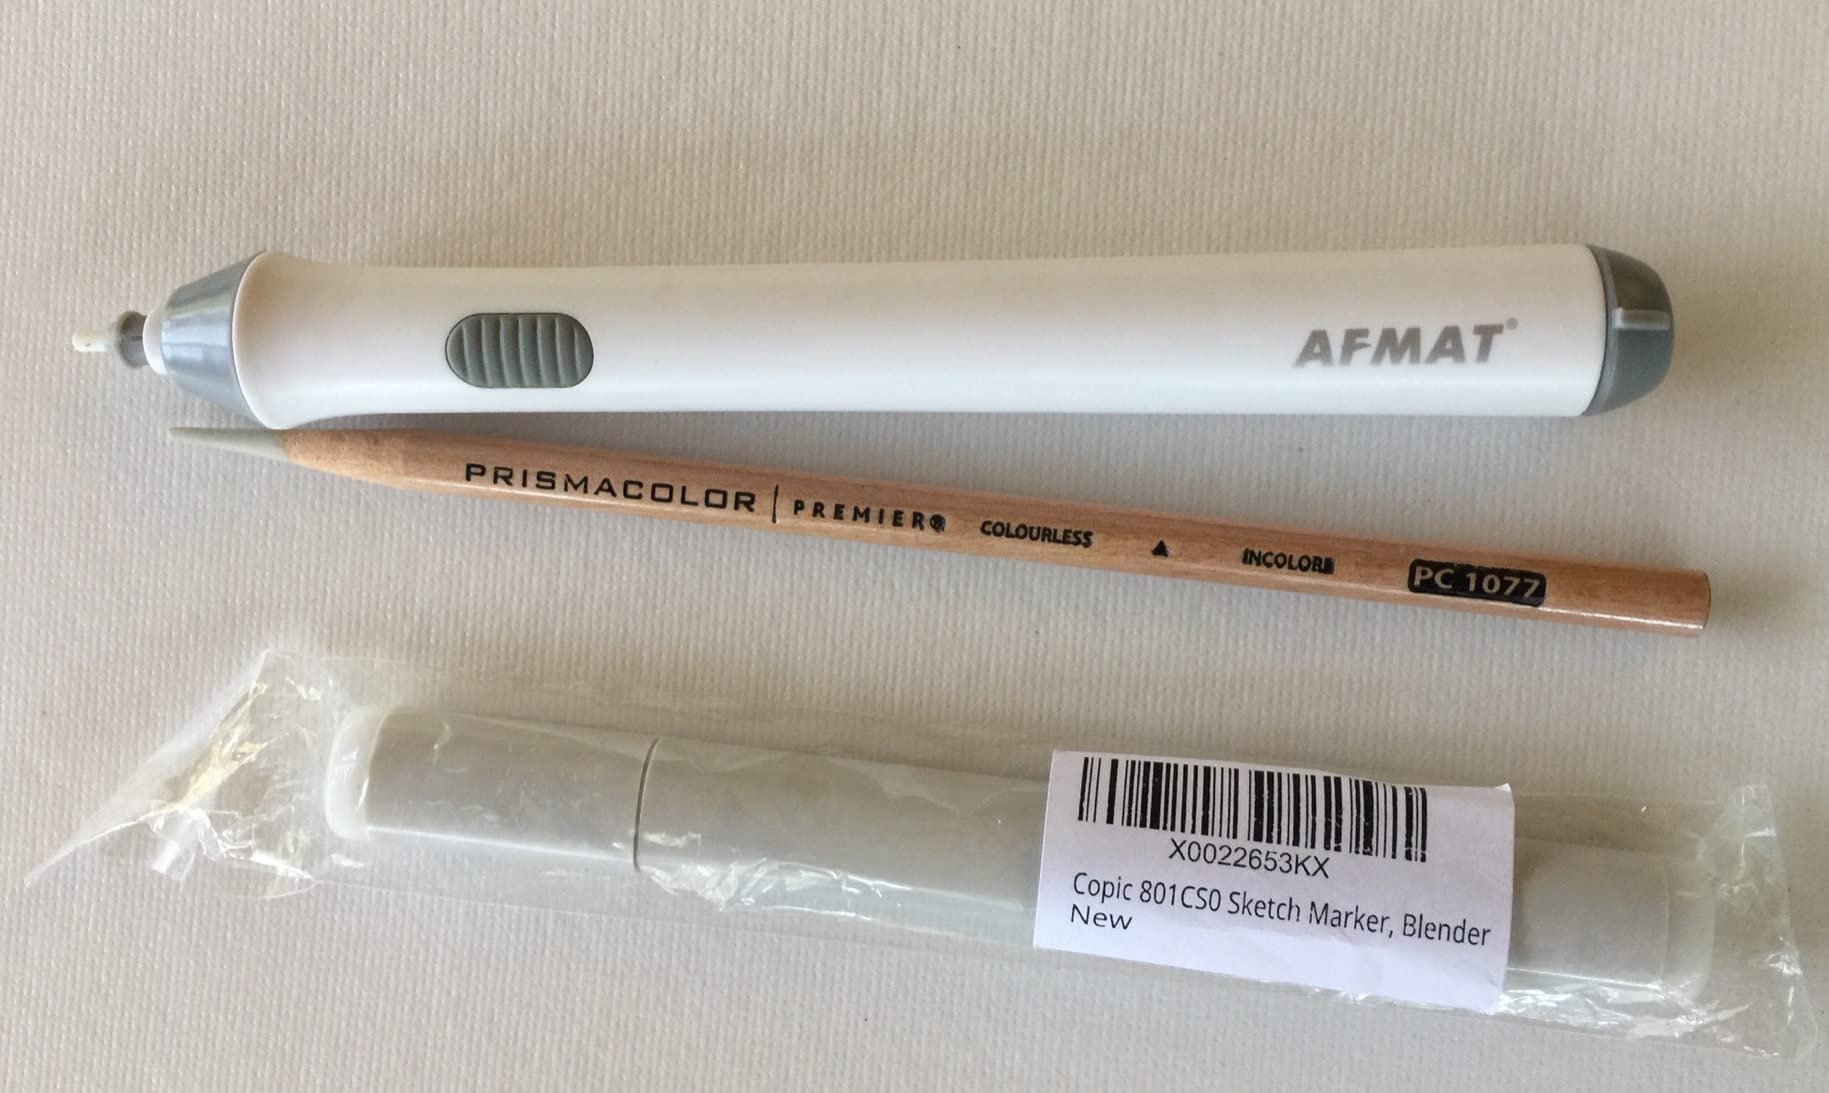 AFMAT®
PRISMACOLOR | PREMIER® COLOURLESS ▲ INCOLORE PC 1077
X0022653KX
Copic 801CS0 Sketch Marker, Blender
New